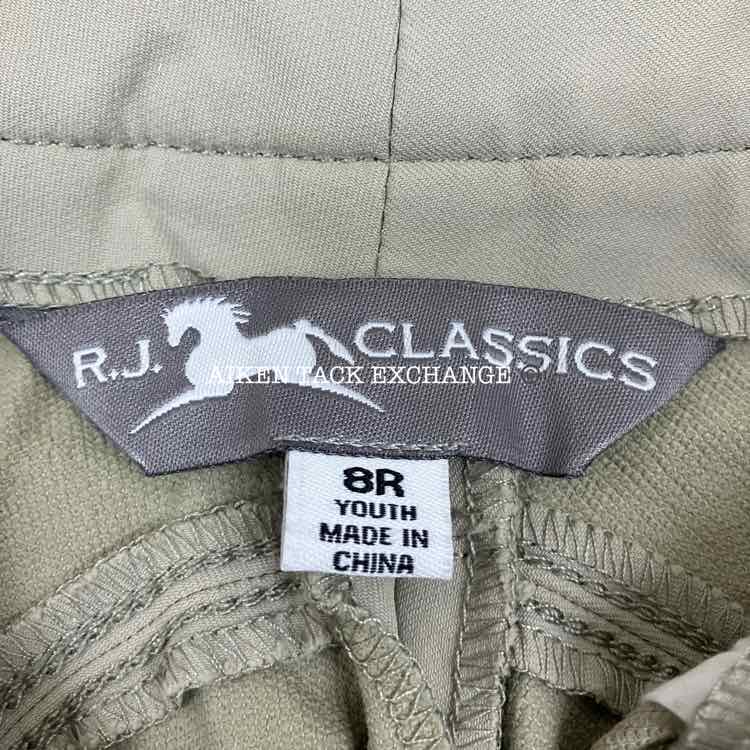 R.J. CLASSICS
AIKEN TACK EXCHANGE
8R
YOUTH
MADE IN
CHINA